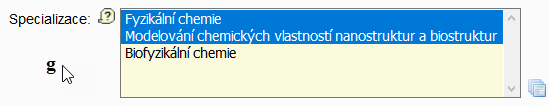 Specializace:
Fyzikální chemie
Modelování chemických vlastností nanostruktur a biostruktur
Biofyzikální chemie
g